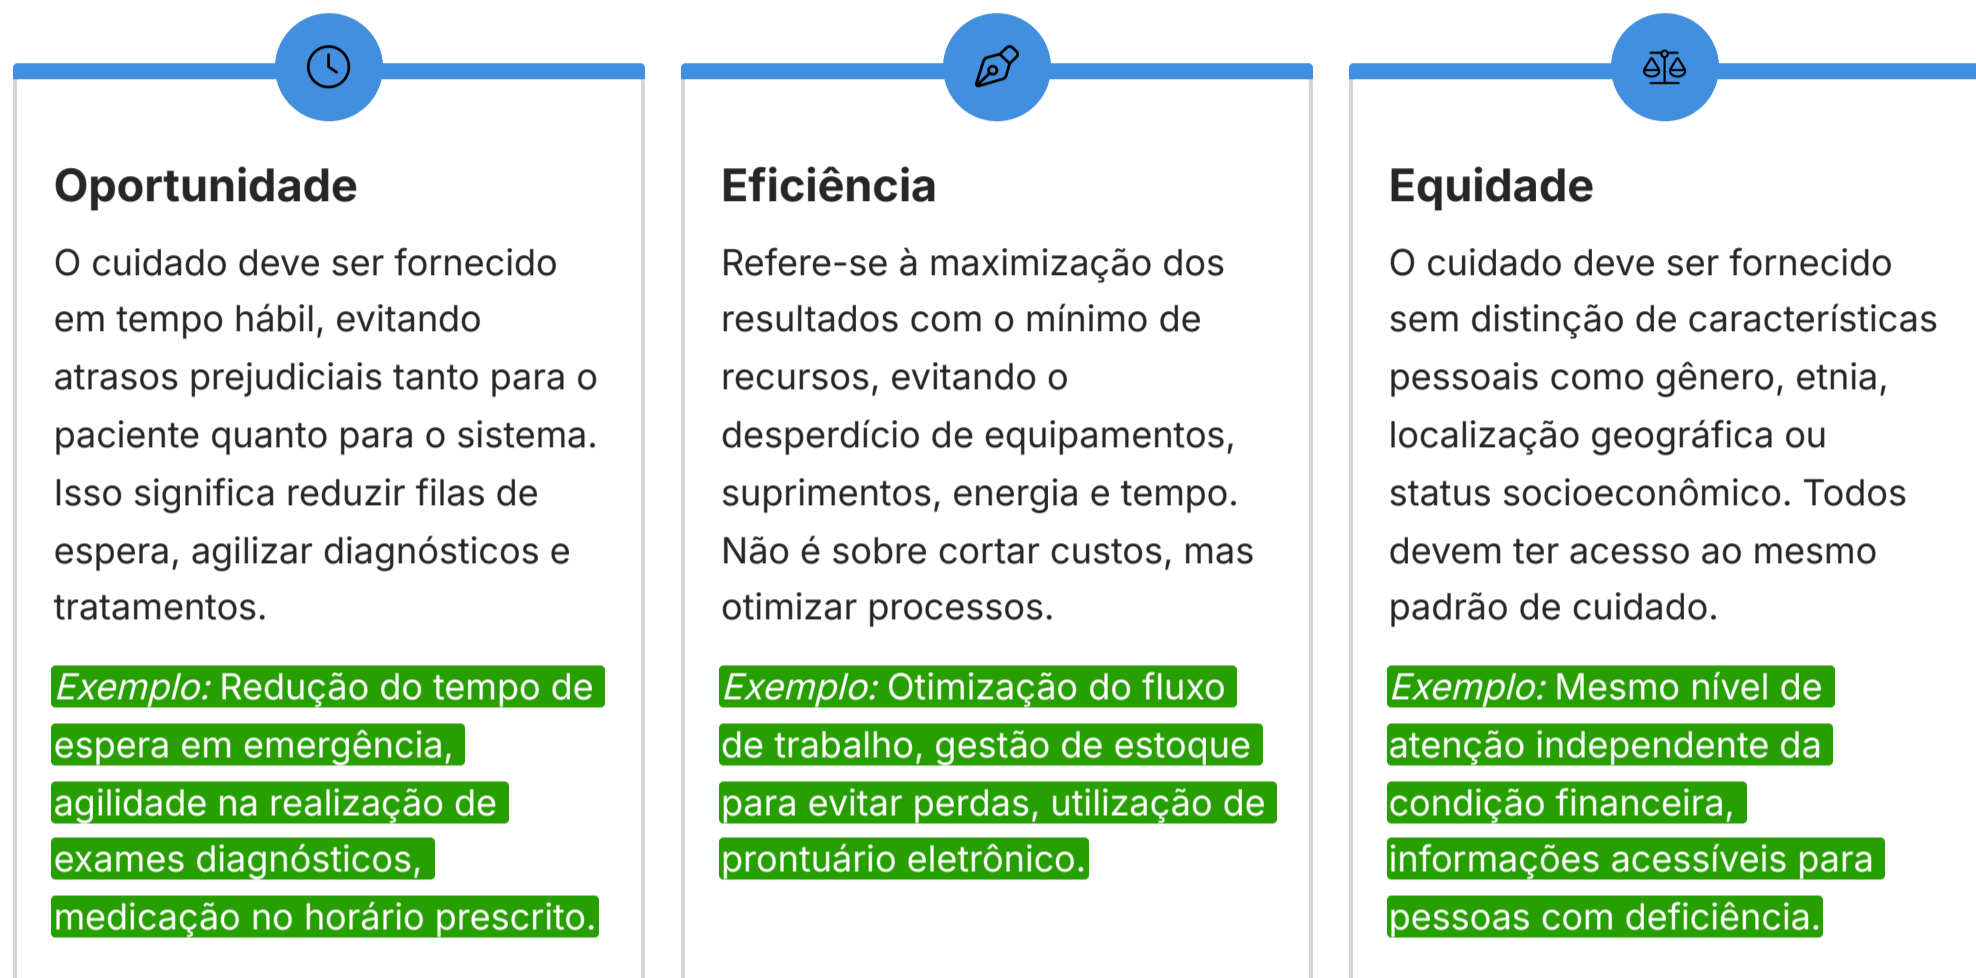 Oportunidade
O cuidado deve ser fornecido
em tempo hábil, evitando
atrasos prejudiciais tanto para o
paciente quanto para o sistema.
Isso significa reduzir filas de
espera, agilizar diagnósticos e
tratamentos.
Exemplo: Redução do tempo de
espera em emergência,
agilidade na realização de
exames diagnósticos,
medicação no horário prescrito.
Eficiência
Refere-se à maximização dos
resultados com o mínimo de
recursos, evitando o
desperdício de equipamentos,
suprimentos, energia e tempo.
Não é sobre cortar custos, mas
otimizar processos.
Exemplo: Otimização do fluxo
de trabalho, gestão de estoque
para evitar perdas, utilização de
prontuário eletrônico.
Equidade
O cuidado deve ser fornecido
sem distinção de características
pessoais como gênero, etnia,
localização geográfica ou
status socioeconômico. Todos
devem ter acesso ao mesmo
padrão de cuidado.
Exemplo: Mesmo nível de
atenção independente da
condição financeira,
informações acessíveis para
pessoas com deficiência.